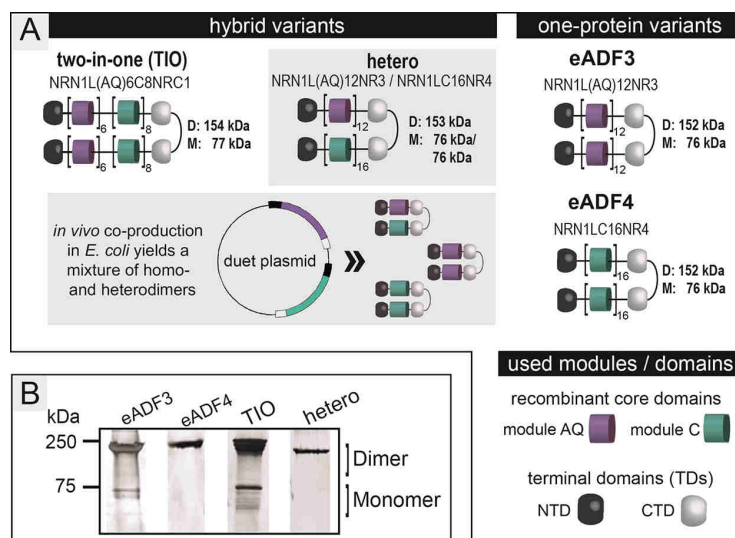 A
hybrid variants
one-protein variants
two-in-one (TIO)
NRN1L(AQ)6C8NRC1
6
8
6
8
D: 154 kDa
M: 77 kDa
hetero
NRN1L(AQ)12NR3 / NRN1LC16NR4
12
16
D: 153 kDa
M: 76 kDa/
76 kDa
eADF3
NRN1L(AQ)12NR3
12
12
D: 152 kDa
M: 76 kDa
in vivo co-production
in E. coli yields a
mixture of homo-
and heterodimers
duet plasmid
eADF4
NRN1LC16NR4
16
16
D: 152 kDa
M: 76 kDa
B
kDa
eADF3
eADF4
TIO
hetero
250
75
Dimer
Monomer
used modules / domains
recombinant core domains
module AQ
module C
terminal domains (TDs)
NTD
CTD